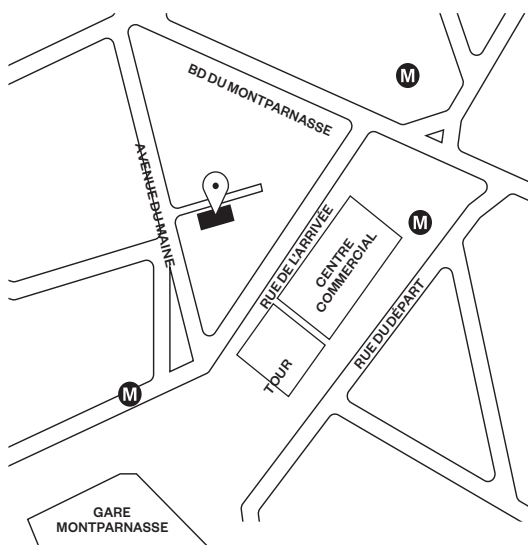 M
BD DU MONTPARNASSE
AVENUE DU MAINE
RUE DE L'ARRIVÉE
M
CENTRE
COMMERCIAL
RUE DU DÉPART
TOUR
M
GARE
MONTPARNASSE